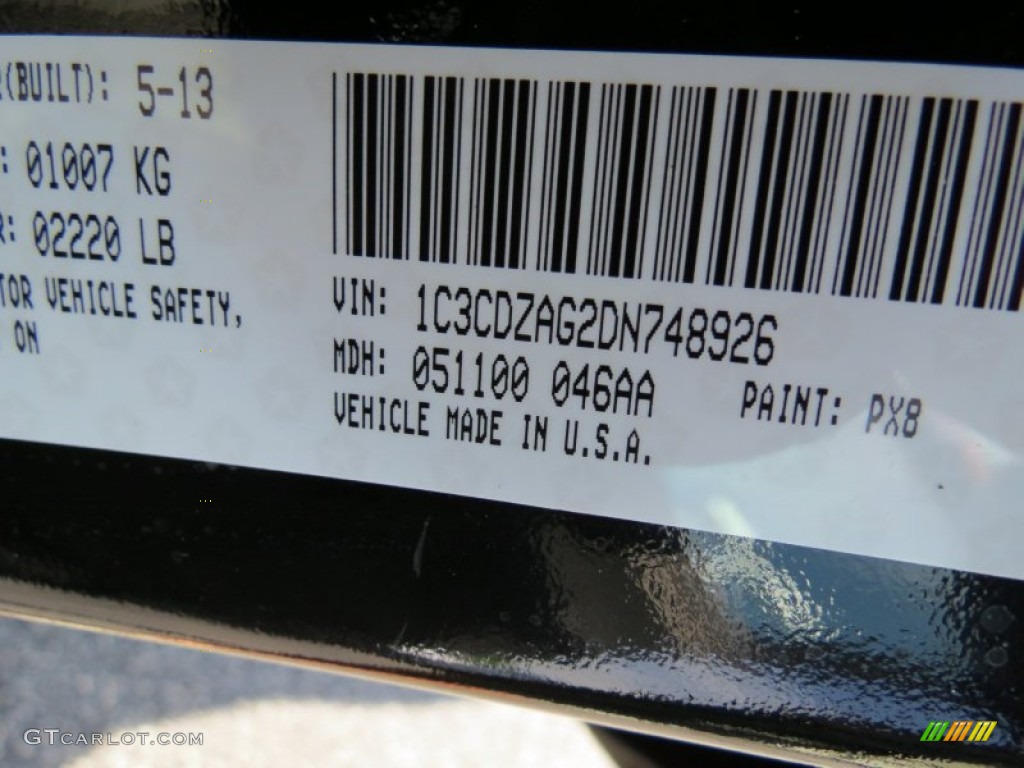 (BUILT): 5-13
: 01007 KG
R: 02220 LB
TOR VEHICLE SAFETY,
ON
VIN: 1C3CDZAG2DN748926
MDH: 051100 046AA
PAINT: PX8
VEHICLE MADE IN U.S.A.
GTCARLOT.COM